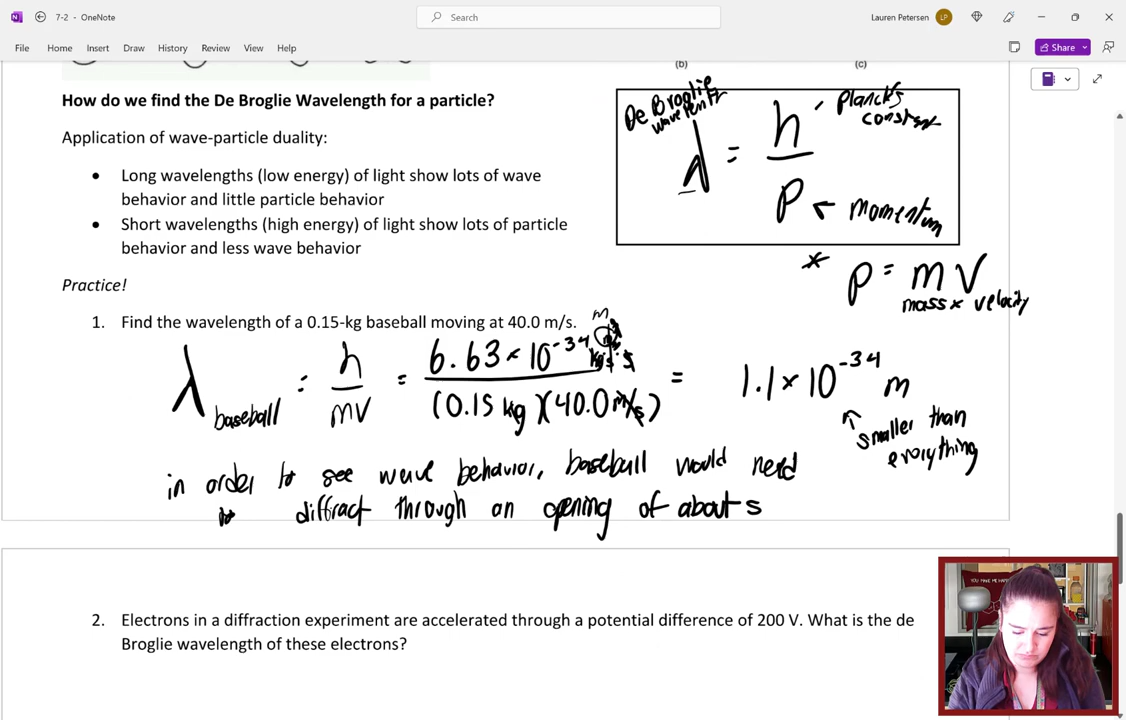 7-2 - OneNote
Search
Lauren Petersen
LP
File Home Insert Draw History Review View Help
Share
(b) (c)
How do we find the De Broglie Wavelength for a particle?
Application of wave-particle duality:
• Long wavelengths (low energy) of light show lots of wave
behavior and little particle behavior
• Short wavelengths (high energy) of light show lots of particle
behavior and less wave behavior
De Broglie
wavelength
λ = h / P
Planck's
constant
← momentum
* p = m V
mass x velocity
Practice!
1. Find the wavelength of a 0.15-kg baseball moving at 40.0 m/s.
λ baseball = h / mV = 6.63 × 10^-34 / (0.15 kg)(40.0 m/s) = 1.1 × 10^-34 m
smaller than
everything
in order to see wave behavior, baseball would need
to diffract through an opening of about s
2. Electrons in a diffraction experiment are accelerated through a potential difference of 200 V. What is the de
Broglie wavelength of these electrons?